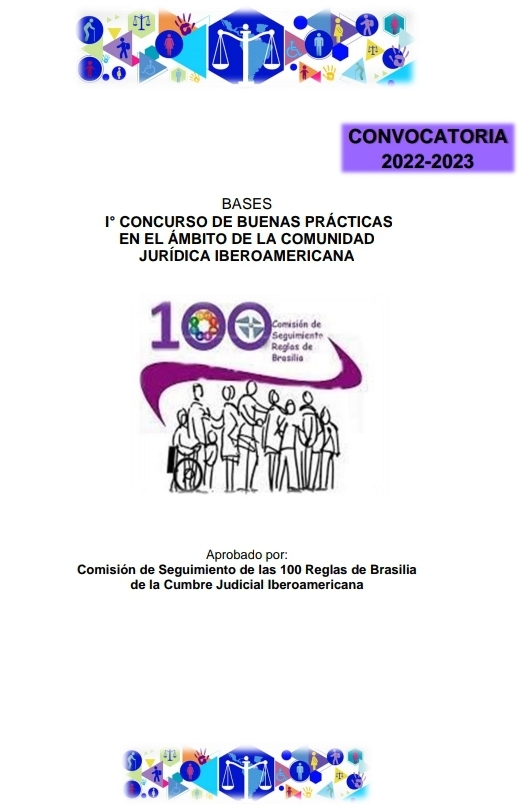 CONVOCATORIA
2022-2023
BASES
I° CONCURSO DE BUENAS PRÁCTICAS
EN EL ÁMBITO DE LA COMUNIDAD
JURÍDICA IBEROAMERICANA
100
Comisión de
Seguimiento
Reglas de
Brasilia
Aprobado por:
Comisión de Seguimiento de las 100 Reglas de Brasilia
de la Cumbre Judicial Iberoamericana